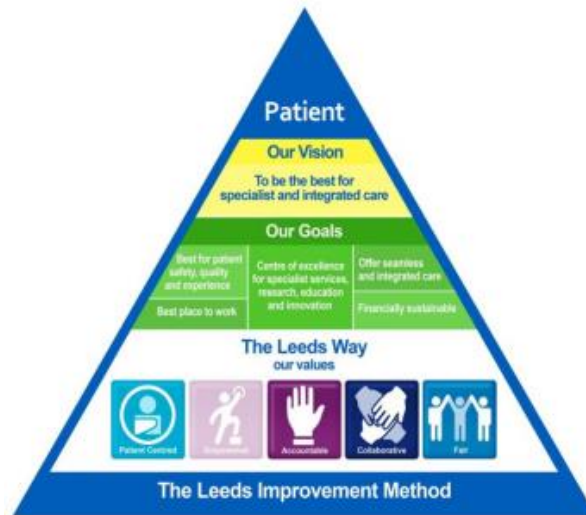 Patient
Our Vision
To be the best for
specialist and integrated care
Our Goals
Best for patient
safety, quality
and experience
Best place to work
Centre of excellence
for specialist services,
research, education
and innovation
Offer seamless
and integrated care
Financially sustainable
The Leeds Way
our values
Patient Centred
Accountable
Collaborative
Fair
The Leeds Improvement Method